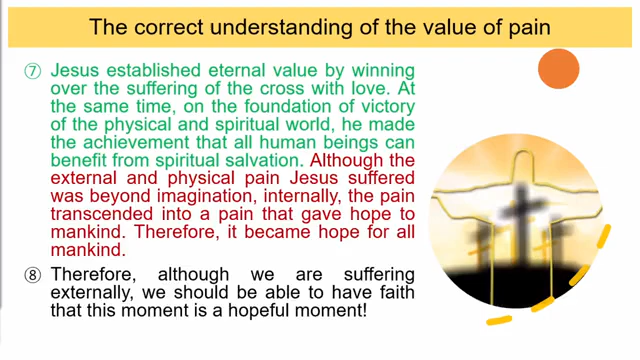 The correct understanding of the value of pain
⑦ Jesus established eternal value by winning
over the suffering of the cross with love. At
the same time, on the foundation of victory
of the physical and spiritual world, he made
the achievement that all human beings can
benefit from spiritual salvation. Although the
external and physical pain Jesus suffered
was beyond imagination, internally, the pain
transcended into a pain that gave hope to
mankind. Therefore, it became hope for all
mankind.
⑧ Therefore, although we are suffering
externally, we should be able to have faith
that this moment is a hopeful moment!